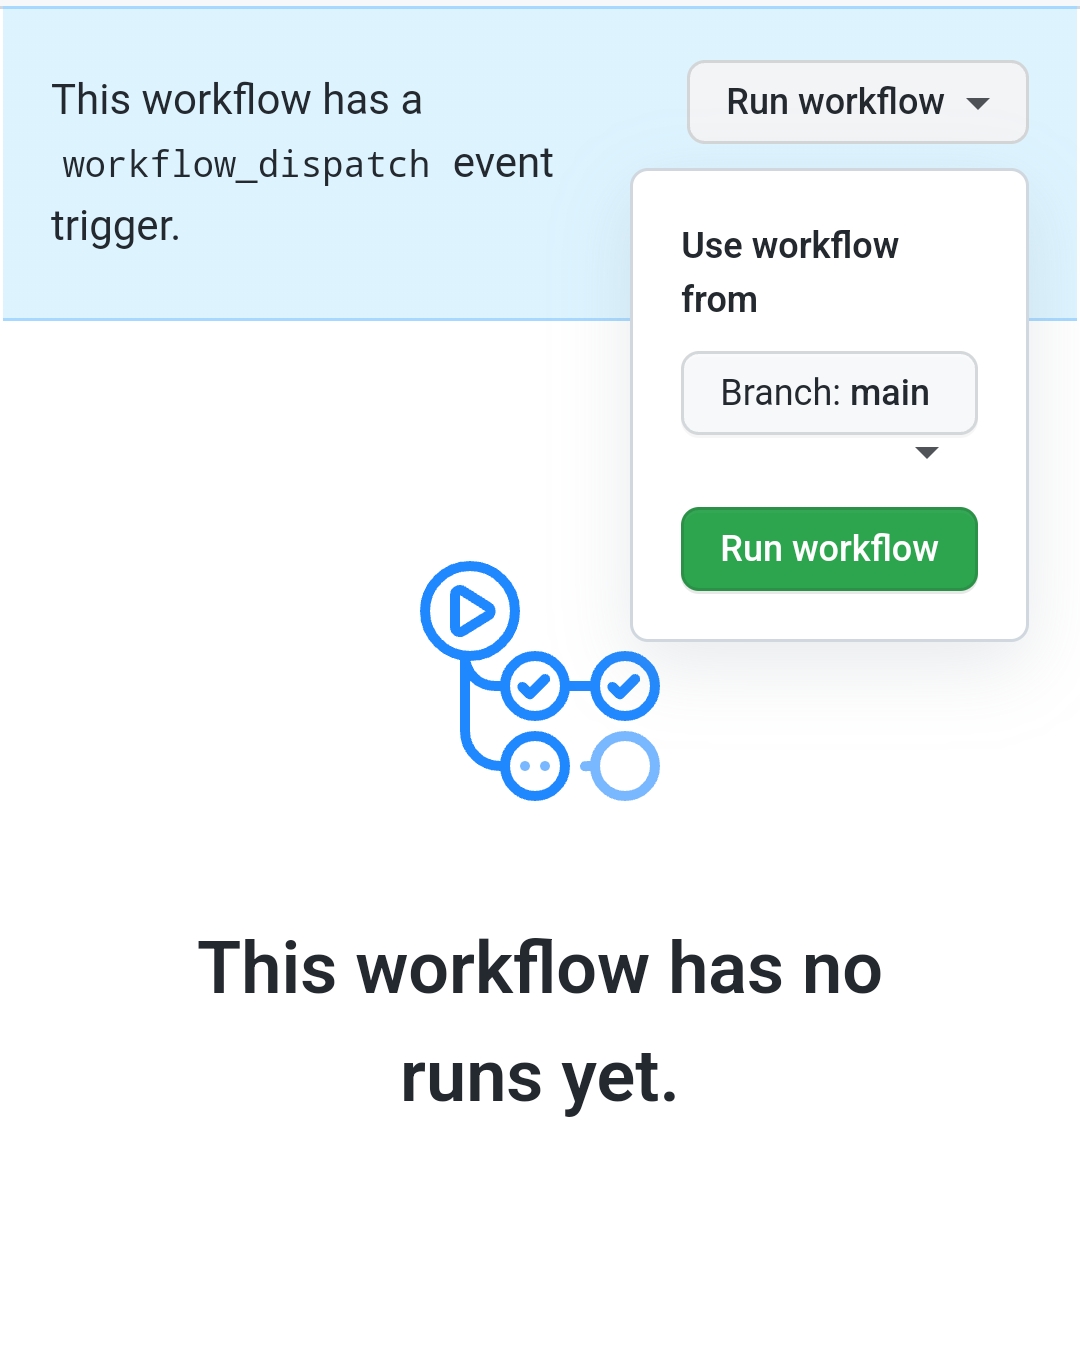 This workflow has a
workflow_dispatch event
trigger.
Run workflow
Use workflow
from
Branch: main
Run workflow
This workflow has no
runs yet.